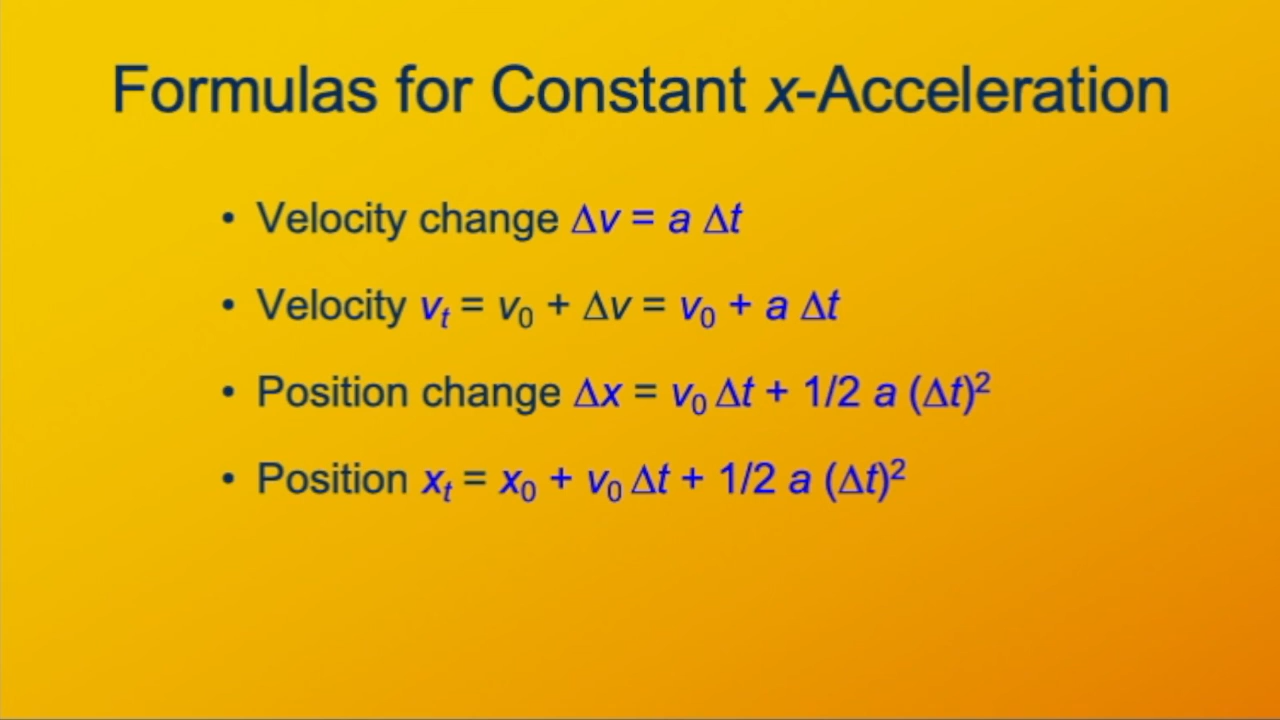 Formulas for Constant x-Acceleration
• Velocity change Δv = a Δt
• Velocity vₜ = v₀ + Δv = v₀ + a Δt
• Position change Δx = v₀ Δt + 1/2 a (Δt)²
• Position xₜ = x₀ + v₀ Δt + 1/2 a (Δt)²